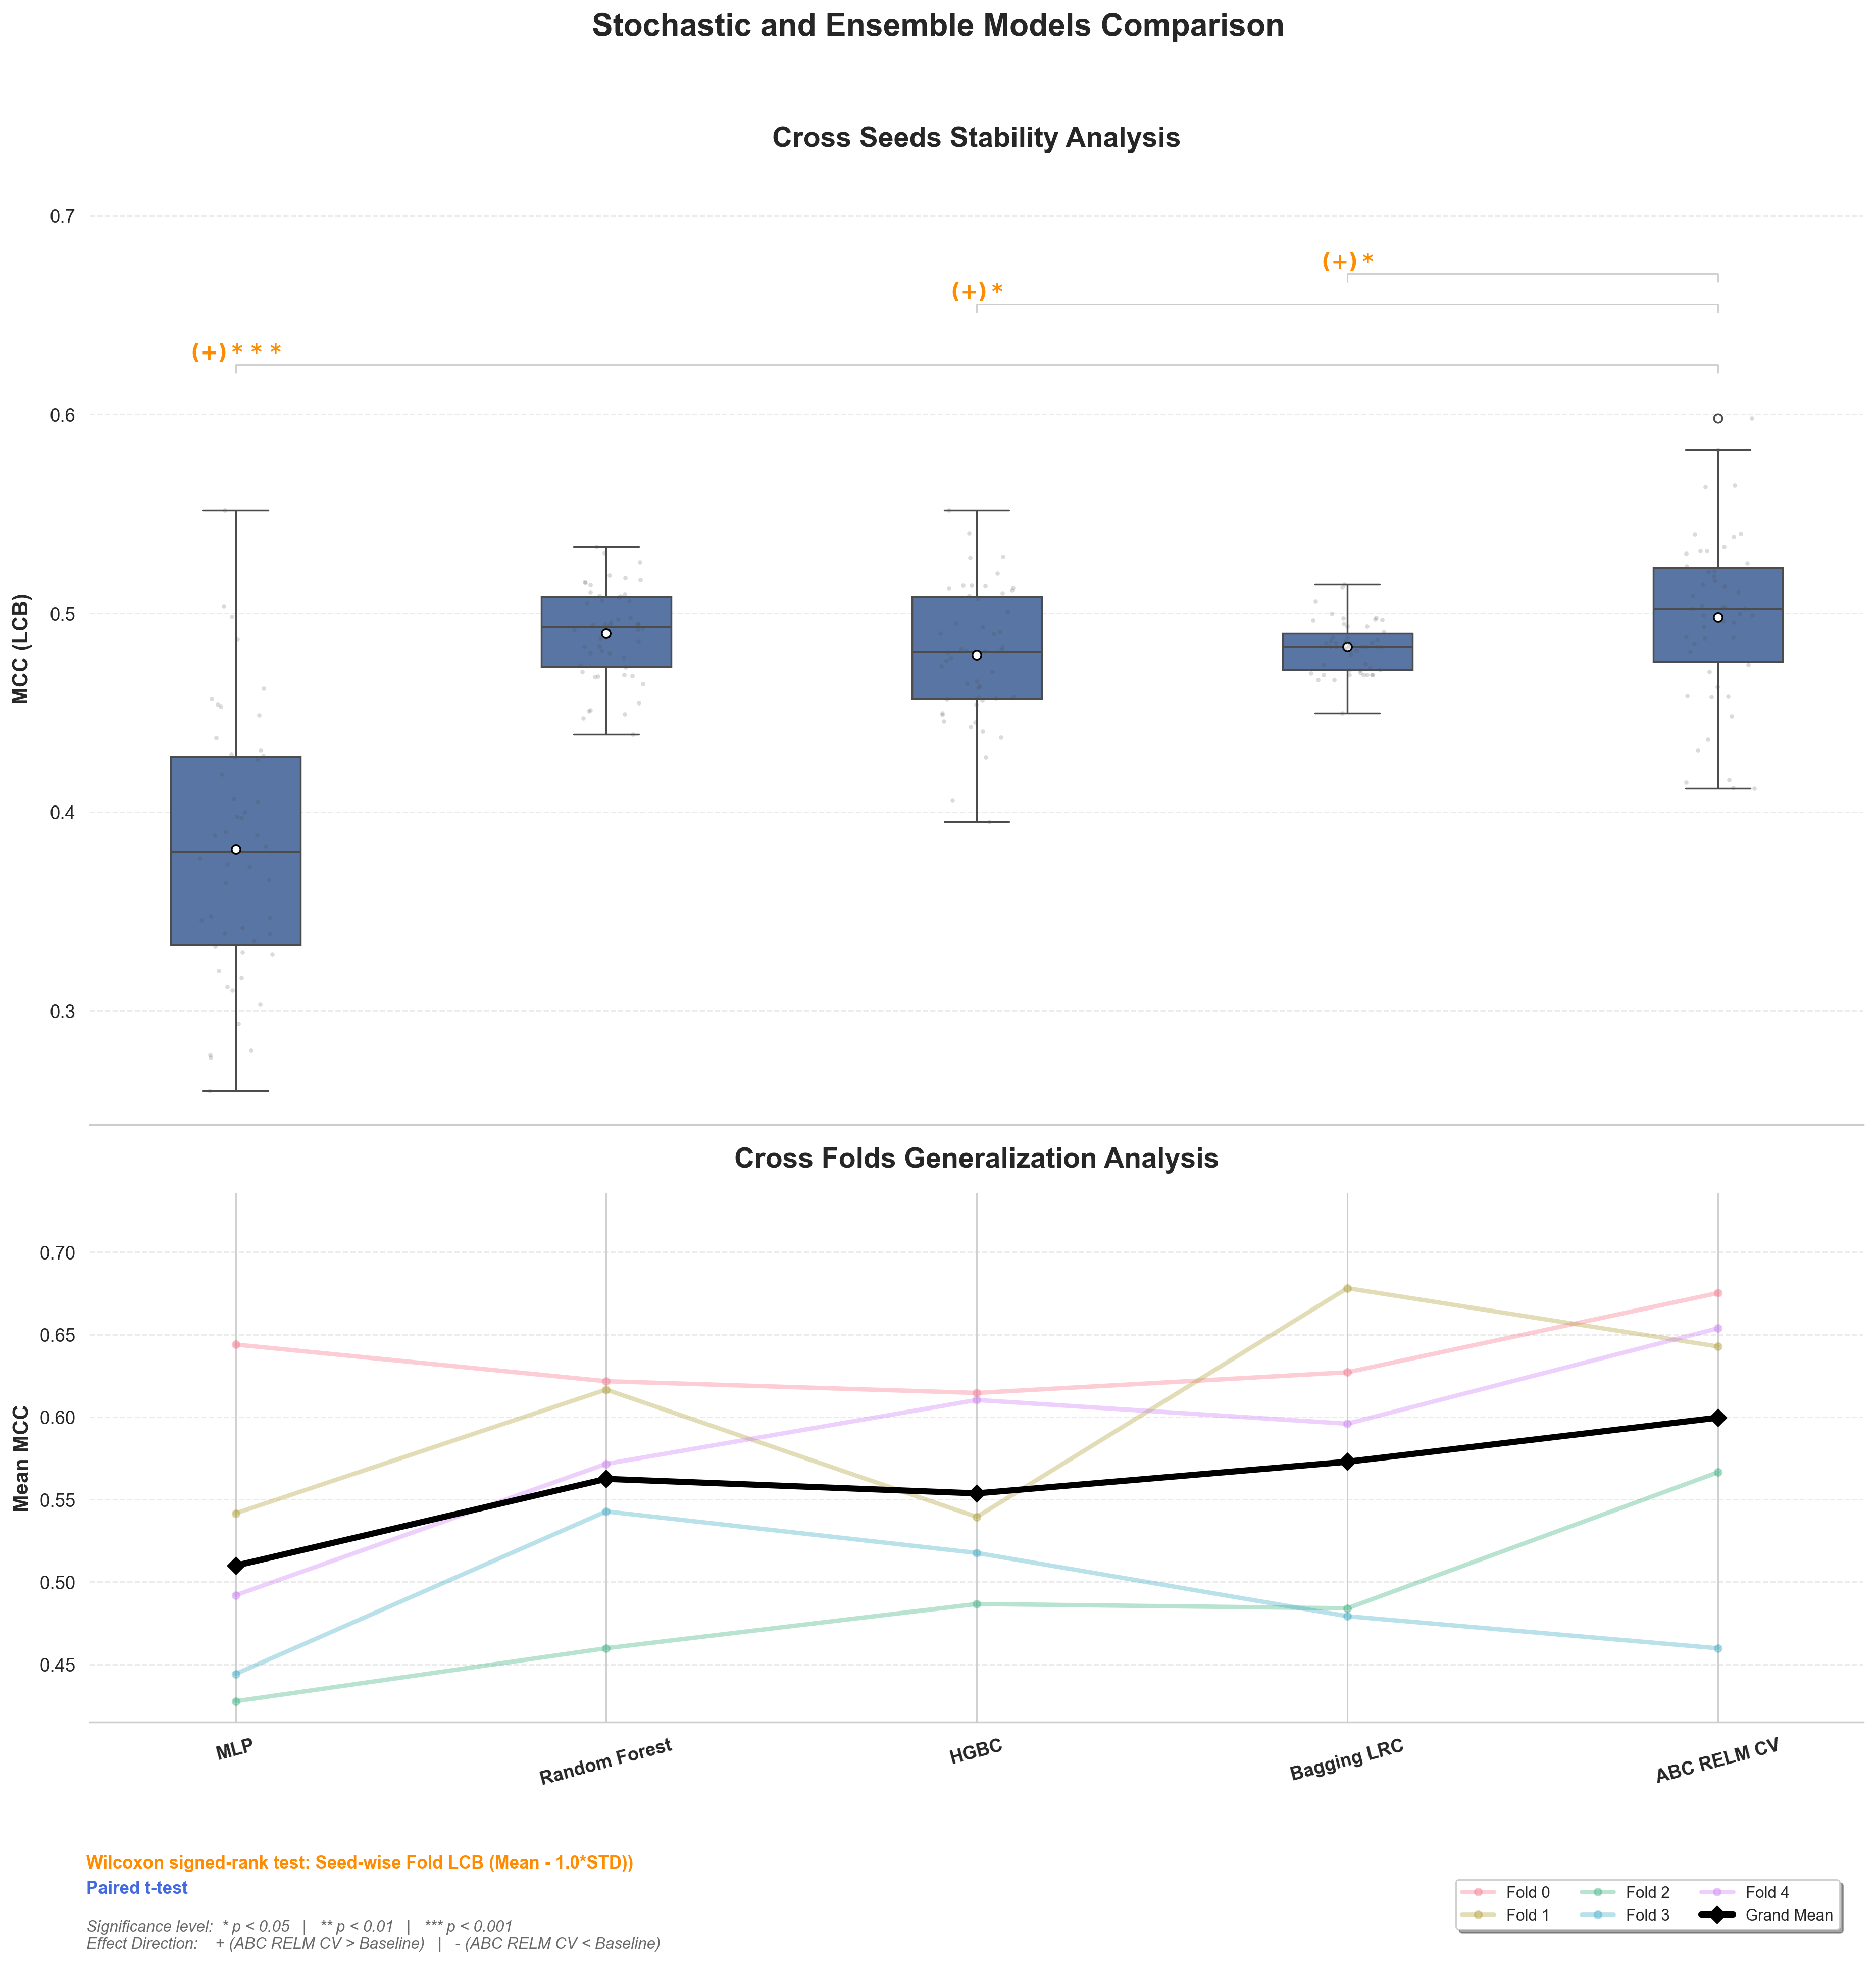 Stochastic and Ensemble Models Comparison
Cross Seeds Stability Analysis
MCC (LCB)
0.7
0.6
0.5
0.4
0.3
(+) * * *
(+) *
(+) *
Cross Folds Generalization Analysis
Mean MCC
0.70
0.65
0.60
0.55
0.50
0.45
MLP
Random Forest
HGBC
Bagging LRC
ABC RELM CV
Wilcoxon signed-rank test: Seed-wise Fold LCB (Mean - 1.0*STD))
Paired t-test
Significance level: * p < 0.05 | ** p < 0.01 | *** p < 0.001
Effect Direction: + (ABC RELM CV > Baseline) | - (ABC RELM CV < Baseline)
Fold 0
Fold 1
Fold 2
Fold 3
Fold 4
Grand Mean